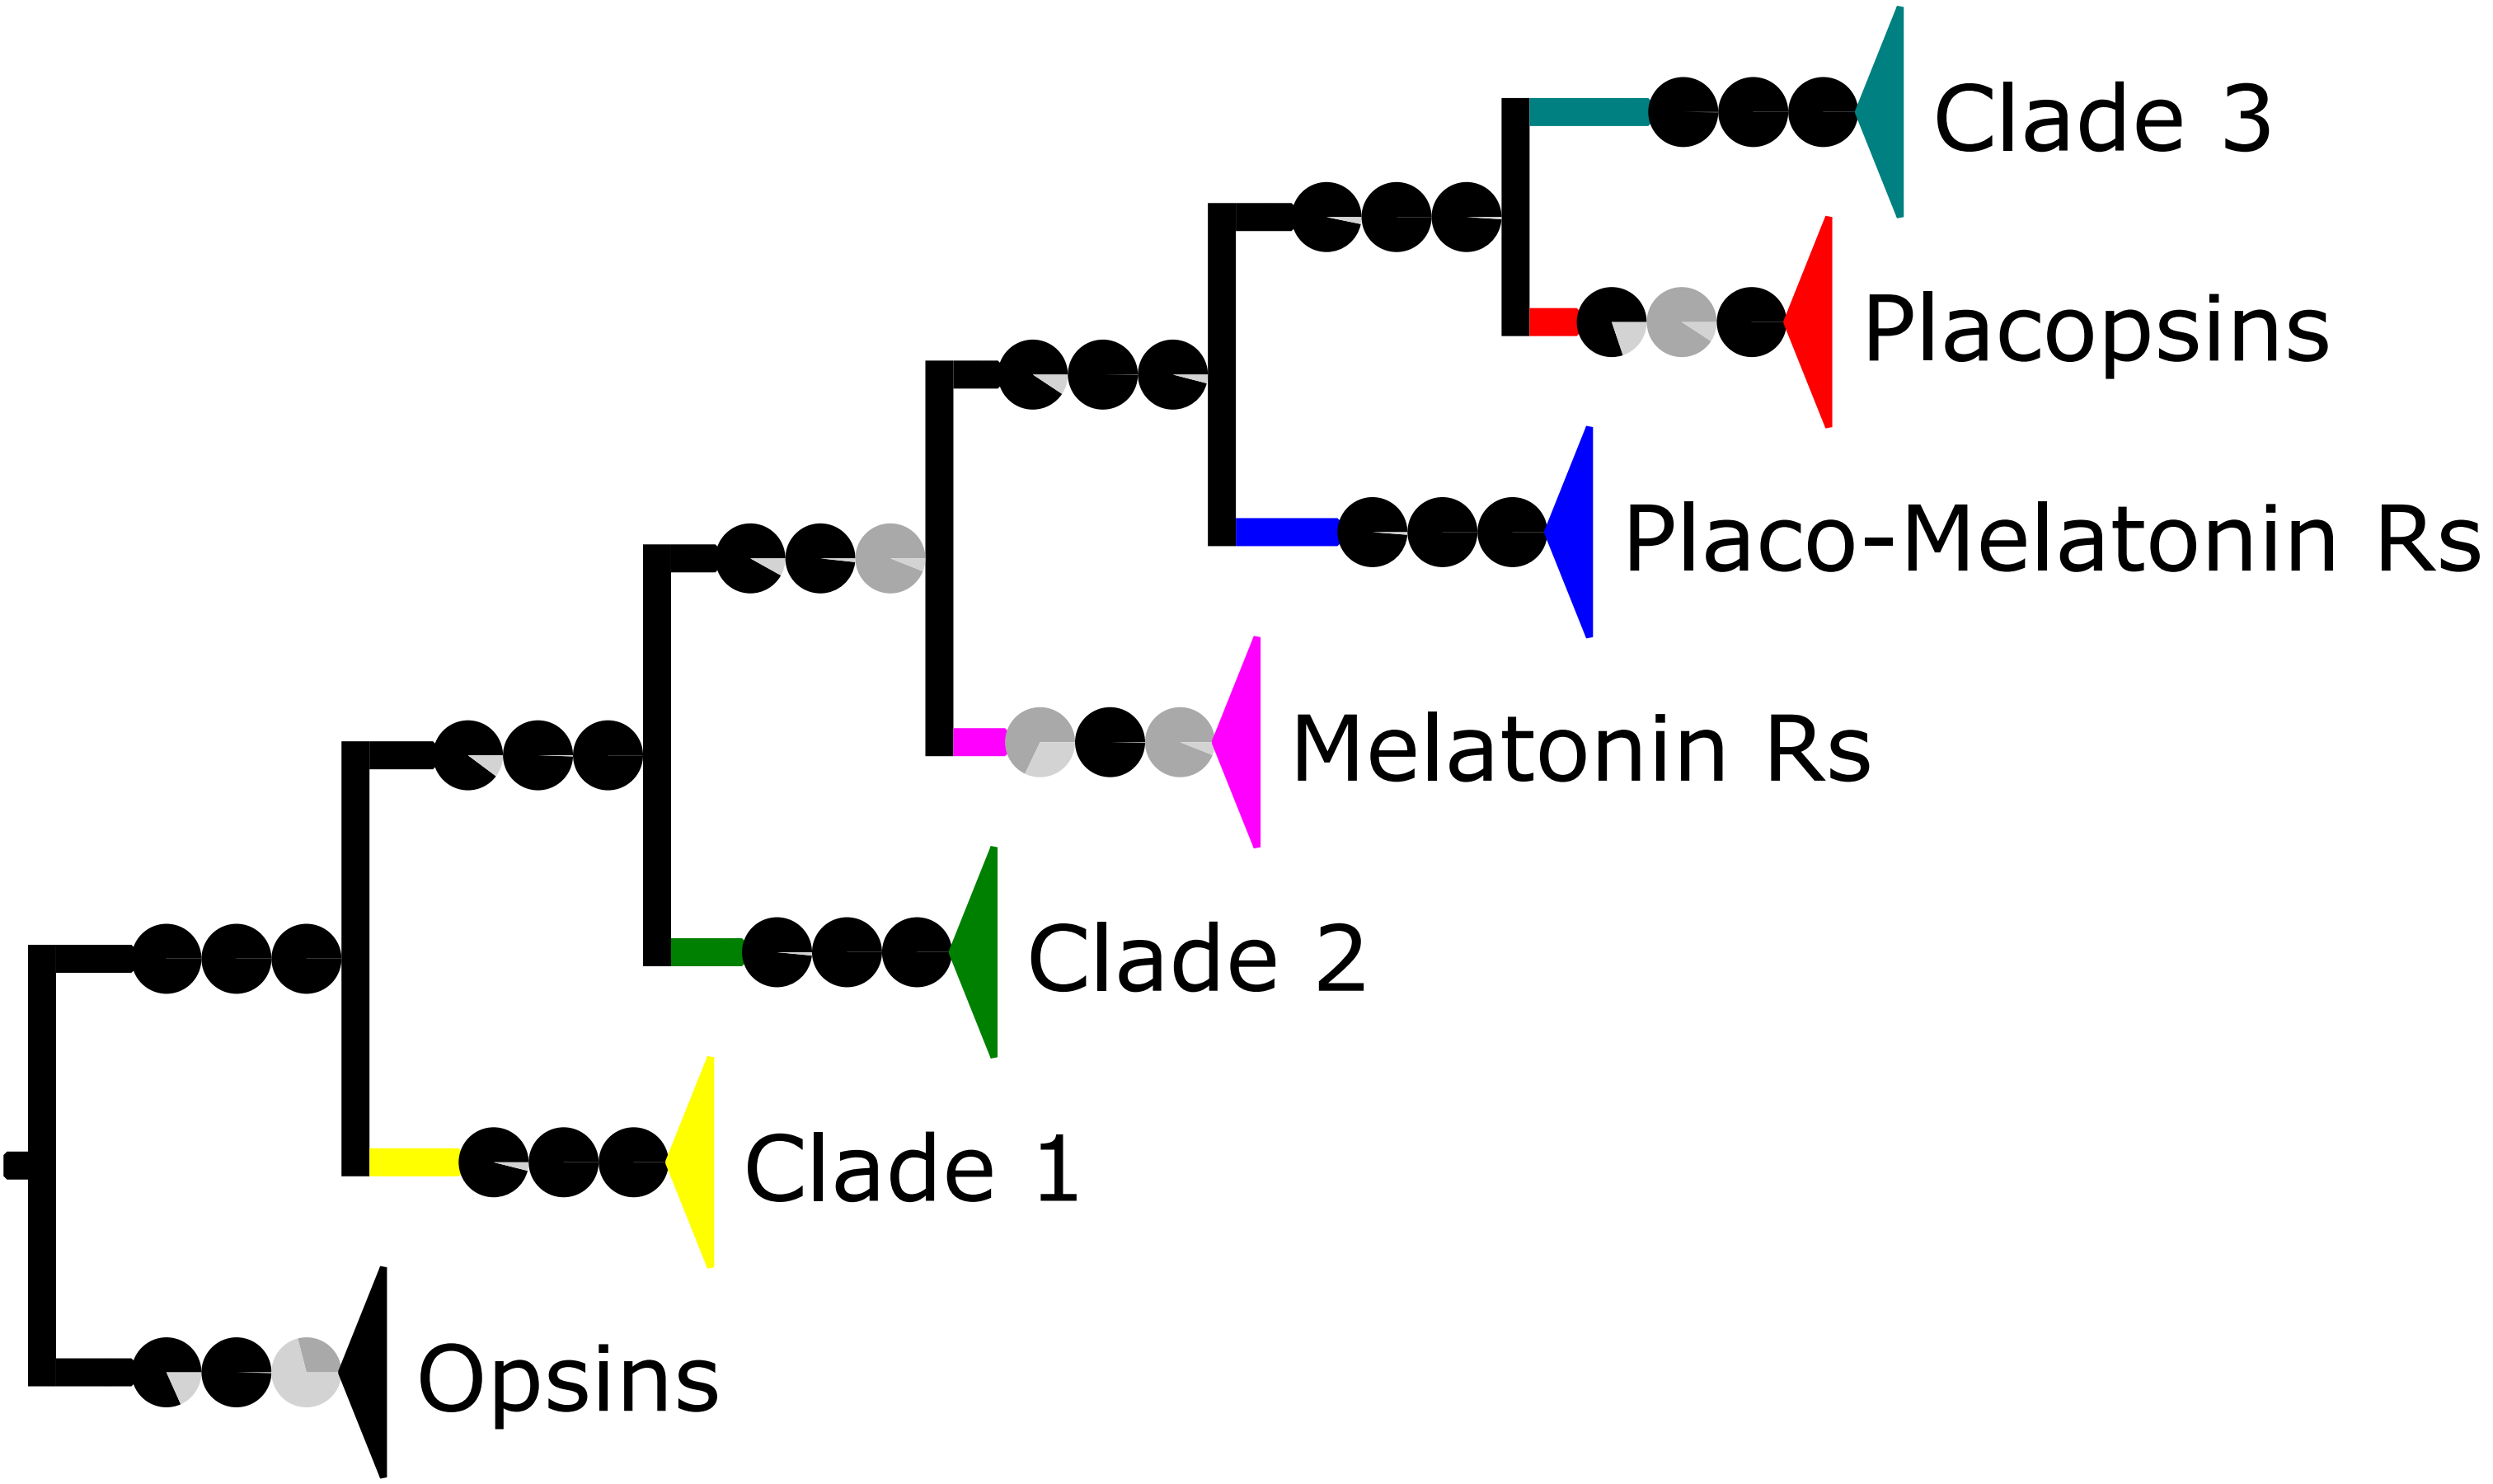 Clade 3
Placopsins
Placo-Melatonin Rs
Melatonin Rs
Clade 2
Clade 1
Opsins